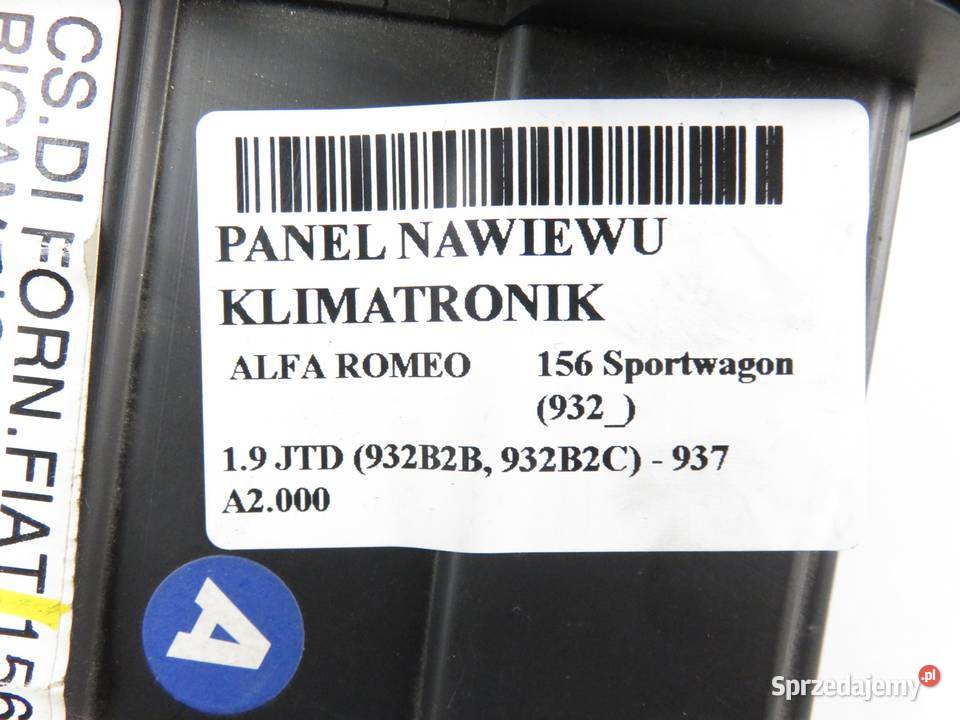 PANEL NAWIEWU
KLIMATRONIK
ALFA ROMEO 156 Sportwagon
(932_)
1.9 JTD (932B2B, 932B2C) - 937
A2.000
CS.DI FORN.FIAT 156
A
Sprzedajemy.pl